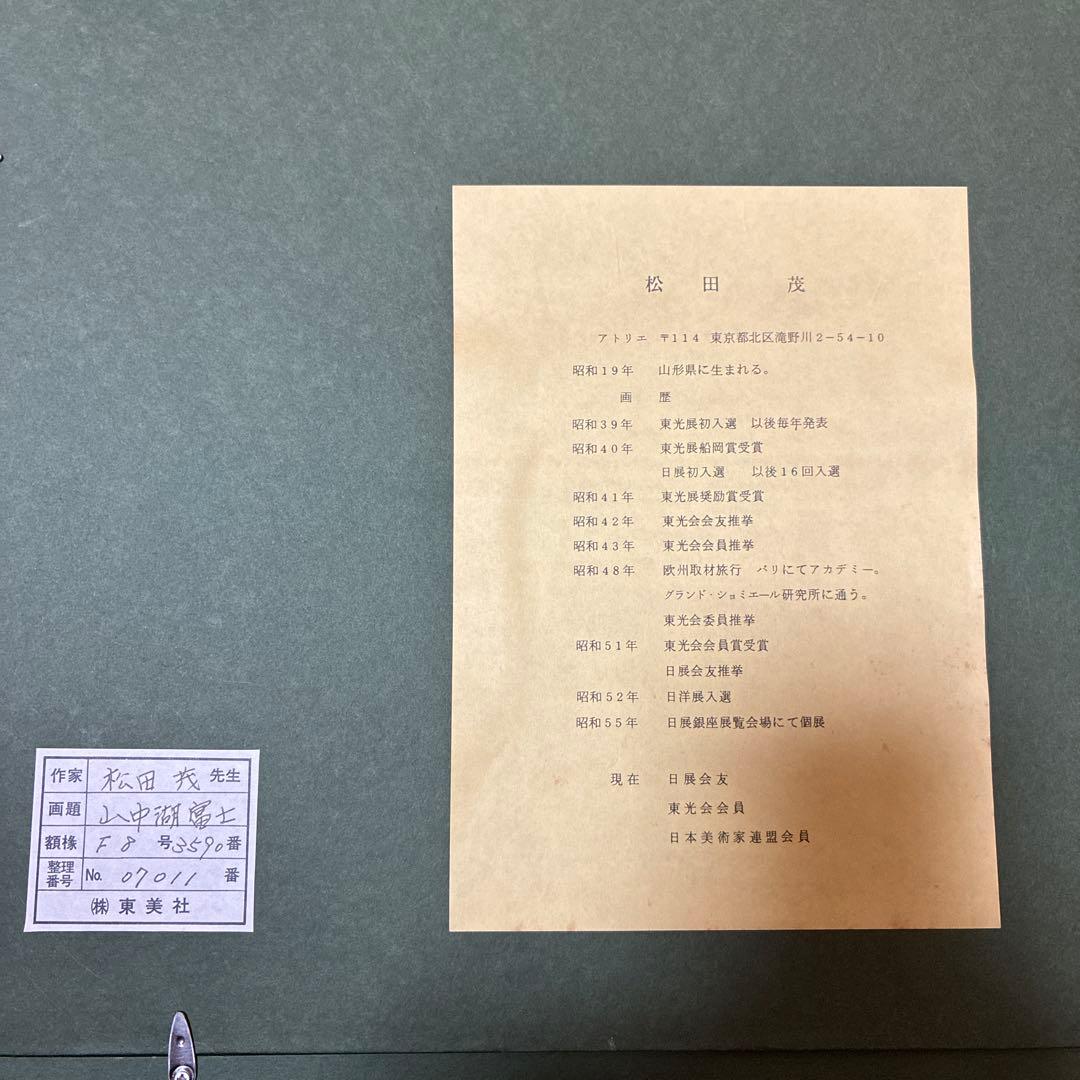 松田 茂
アトリエ 〒114 東京都北区滝野川2-54-10
昭和19年 山形県に生まれる。
画 歴
昭和39年 東光展初入選 以後毎年発表
昭和40年 東光展船岡賞受賞
日展初入選 以後16回入選
昭和41年 東光展奨励賞受賞
昭和42年 東光会会友推挙
昭和43年 東光会会員推挙
昭和48年 欧州取材旅行 パリにてアカデミー。
グランド・ショミエール研究所に通う。
東光会委員推挙
昭和51年 東光会会員賞受賞
日展会友推挙
昭和52年 日洋展入選
昭和55年 日展銀座展覧会場にて個展
現在 日展会友
東光会会員
日本美術家連盟会員
作家 松田 茂 先生
画題 山中湖富士
額椽 F8 号 3590番
整理番号 No. 07011 番
㈱東美社